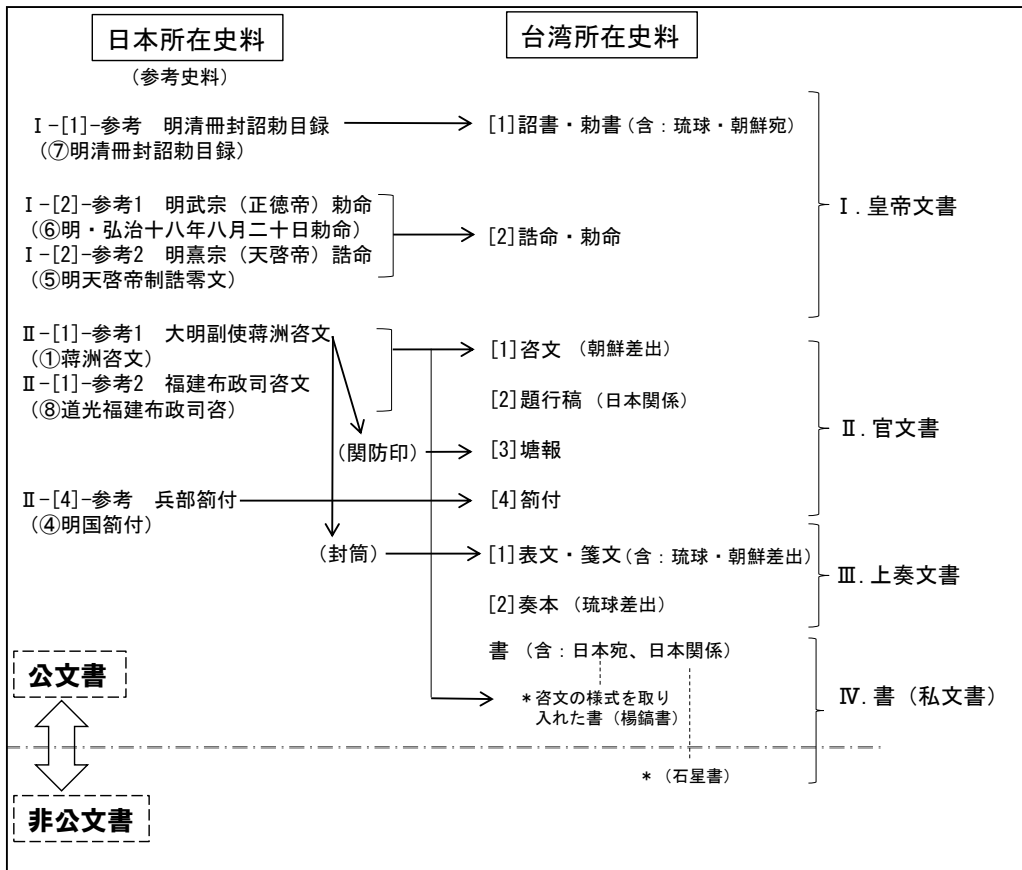 日本所在史料
(参考史料)
台湾所在史料
Ⅰ-[1]-参考 明清冊封詔勅目録
(⑦明清冊封詔勅目録)
[1]詔書・勅書(含：琉球・朝鮮宛)
Ⅰ-[2]-参考1 明武宗（正徳帝）勅命
(⑥明・弘治十八年八月二十日勅命)
Ⅰ-[2]-参考2 明熹宗（天啓帝）誥命
(⑤明天啓帝制誥零文)
[2]誥命・勅命
Ⅰ.皇帝文書
Ⅱ-[1]-参考1 大明副使蒋洲咨文
(①蒋洲咨文)
Ⅱ-[1]-参考2 福建布政司咨文
(⑧道光福建布政司咨)
[1]咨文（朝鮮差出）
[2]題行稿（日本関係）
(関防印)
[3]塘報
Ⅱ.官文書
Ⅱ-[4]-参考 兵部箚付
(④明国箚付)
[4]箚付
(封筒)
[1]表文・箋文(含：琉球・朝鮮差出)
[2]奏本（琉球差出）
Ⅲ.上奏文書
書（含：日本宛、日本関係）
＊咨文の様式を取り
入れた書（楊鎬書）
Ⅳ.書（私文書）
＊（石星書）
公文書
非公文書